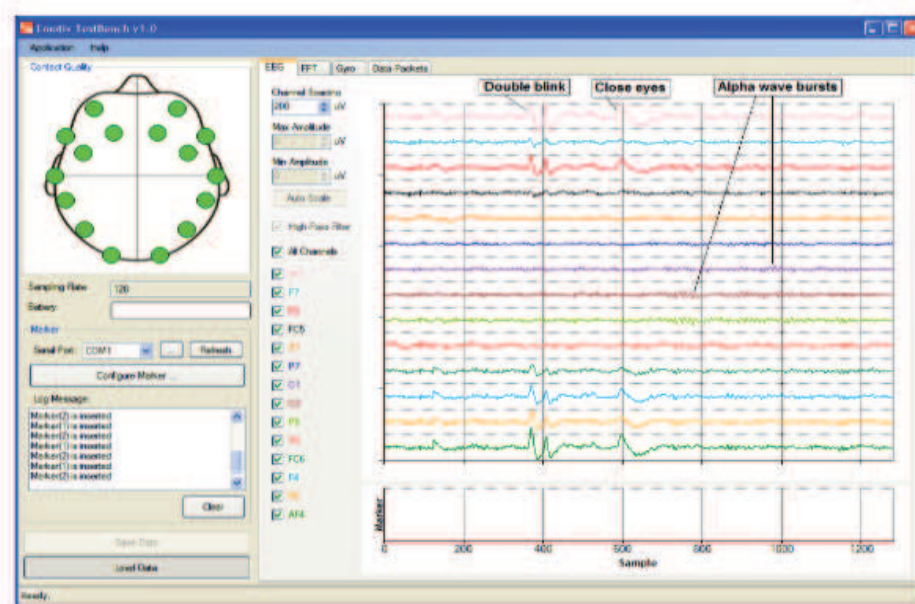 Emotiv TestBench v1.0
Application Help
Contact Quality
EEG FFT Gyro Data Packets
Channel Spacing
200 uV
Max Amplitude
uV
Min Amplitude
uV
Auto Scale
High-Pass Filter
All Channels
F7
FC5
P7
O1
P8
FC6
F4
AF4
Double blink
Close eyes
Alpha wave bursts
Sampling Rate 128
Battery
Marker
Serial Port: COM1 ... Refresh
Configure Marker ...
Log Message:
Marker(2) is inserted
Marker(1) is inserted
Marker(2) is inserted
Marker(1) is inserted
Marker(2) is inserted
Marker(1) is inserted
Marker(2) is inserted
Clear
Save Data
Load Data
Marker
0 200 400 600 800 1000 1200
Sample
Ready.